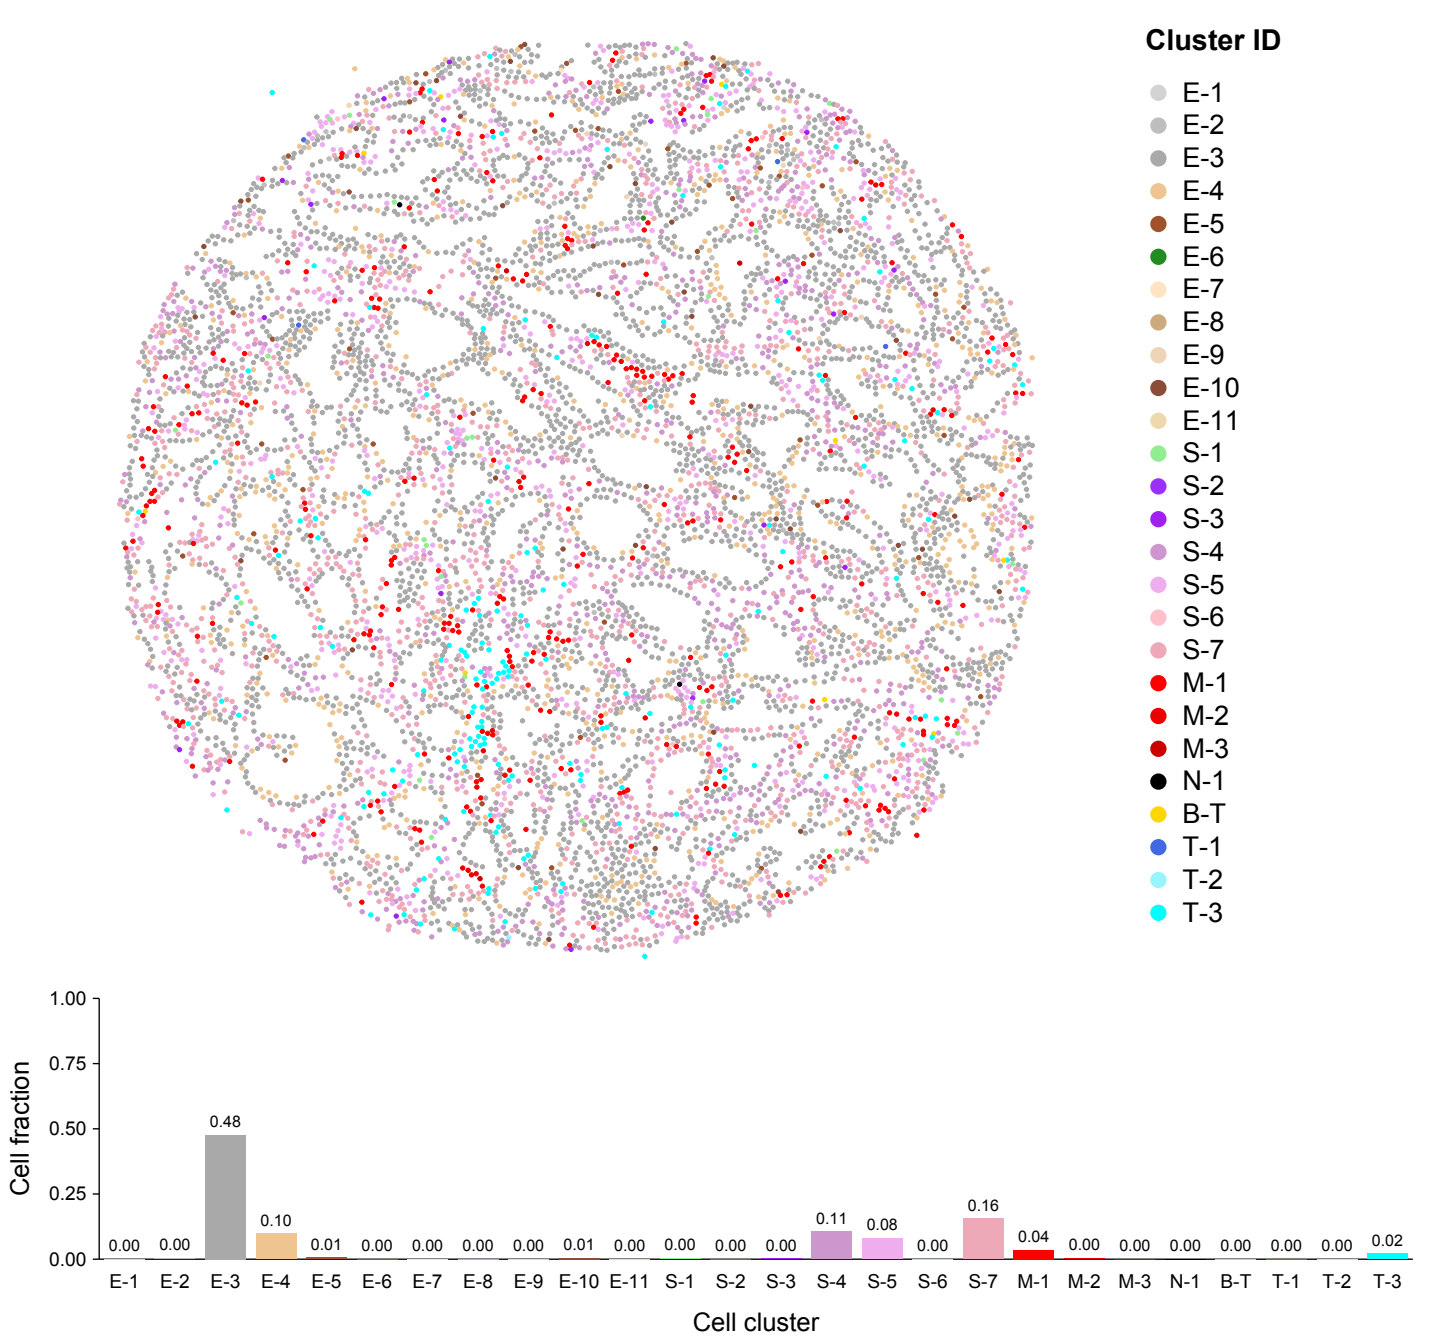 Cluster ID
E-1
E-2
E-3
E-4
E-5
E-6
E-7
E-8
E-9
E-10
E-11
S-1
S-2
S-3
S-4
S-5
S-6
S-7
M-1
M-2
M-3
N-1
B-T
T-1
T-2
T-3
1.00
0.75
0.50
0.25
0.00
Cell fraction
0.00 0.00 0.48 0.10 0.01 0.00 0.00 0.00 0.00 0.01 0.00 0.00 0.00 0.00 0.11 0.08 0.00 0.16 0.04 0.00 0.00 0.00 0.00 0.00 0.00 0.02
E-1 E-2 E-3 E-4 E-5 E-6 E-7 E-8 E-9 E-10 E-11 S-1 S-2 S-3 S-4 S-5 S-6 S-7 M-1 M-2 M-3 N-1 B-T T-1 T-2 T-3
Cell cluster